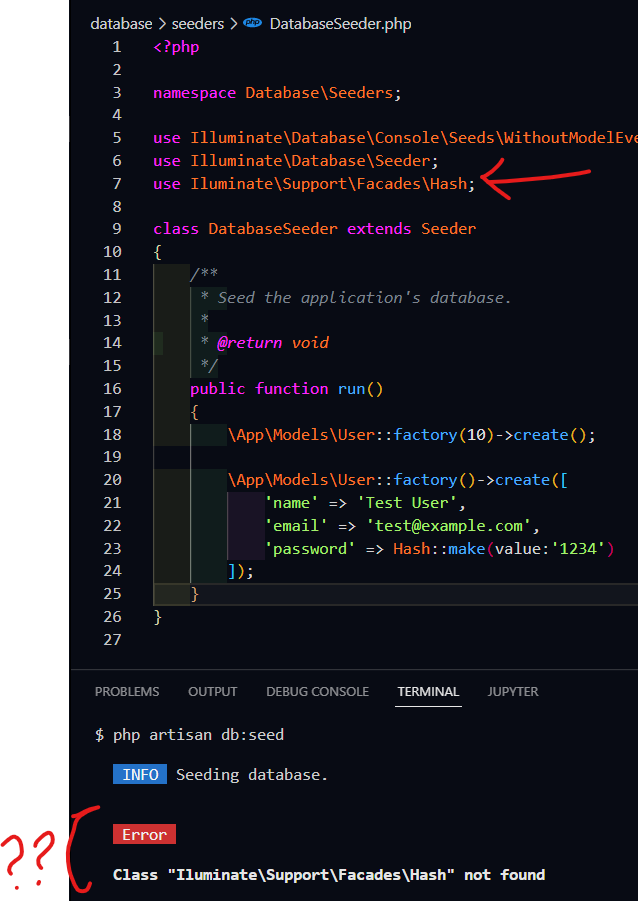 database > seeders > php DatabaseSeeder.php
1 <?php
2
3 namespace Database\Seeders;
4
5 use Illuminate\Database\Console\Seeds\WithoutModelEve
6 use Illuminate\Database\Seeder;
7 use Iluminate\Support\Facades\Hash;
8
9 class DatabaseSeeder extends Seeder
10 {
11 /**
12 * Seed the application's database.
13 *
14 * @return void
15 */
16 public function run()
17 {
18 \App\Models\User::factory(10)->create();
19
20 \App\Models\User::factory()->create([
21 'name' => 'Test User',
22 'email' => 'test@example.com',
23 'password' => Hash::make(value:'1234')
24 ]);
25 }
26 }
27
PROBLEMS OUTPUT DEBUG CONSOLE TERMINAL JUPYTER
$ php artisan db:seed
INFO Seeding database.
Error
??
Class "Iluminate\Support\Facades\Hash" not found